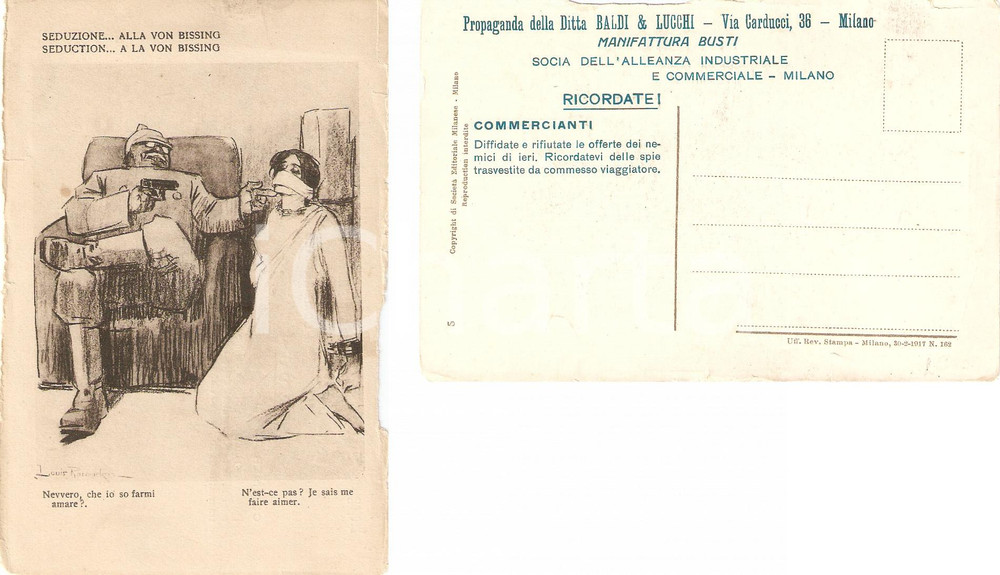 SEDUZIONE... ALLA VON BISSING
SEDUCTION... A LA VON BISSING
Louis Raemaekers
Nevvero, che io so farmi
amare?.
N'est-ce pas? Je sais me
faire aimer.
Propaganda della Ditta BALDI & LUCCHI – Via Carducci, 36 – Milano
MANIFATTURA BUSTI
SOCIA DELL'ALLEANZA INDUSTRIALE
E COMMERCIALE – MILANO
RICORDATE!
COMMERCIANTI
Diffidate e rifiutate le offerte dei ne-
mici di ieri. Ricordatevi delle spie
trasvestite da commesso viaggiatore.
Copyright di Società Editoriale Milanese - Milano
Reproduction interdite
5
Uff. Rev. Stampa - Milano, 30-2-1917 N. 162